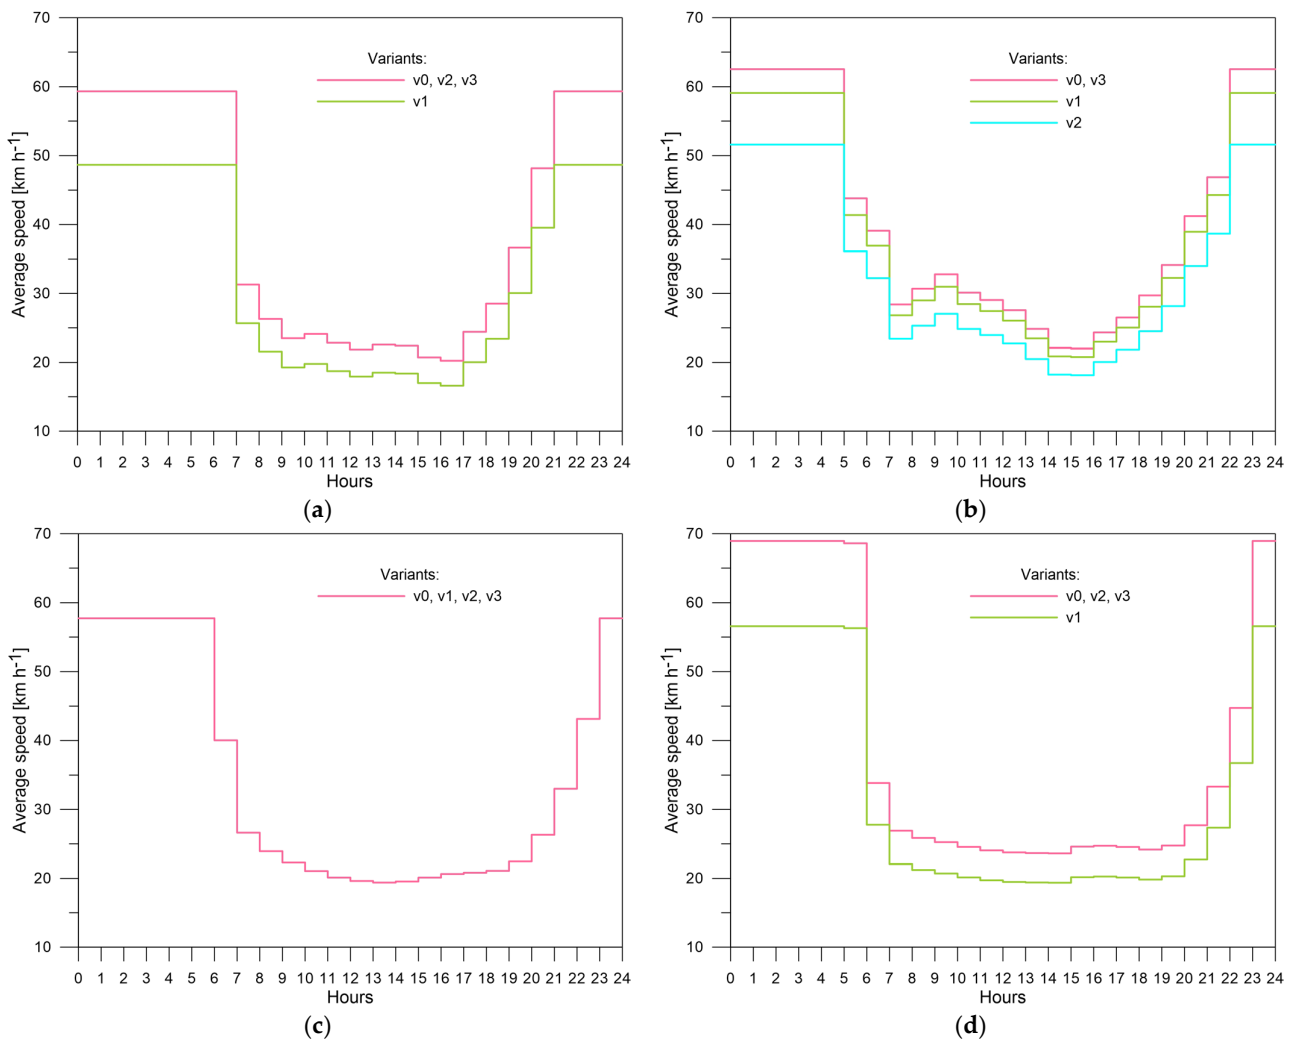 70
60
50
40
30
20
10
Average speed [km h-1]
Variants:
v0, v2, v3
v1
0 1 2 3 4 5 6 7 8 9 10 11 12 13 14 15 16 17 18 19 20 21 22 23 24
Hours
(a)
70
60
50
40
30
20
10
Average speed [km h-1]
Variants:
v0, v3
v1
v2
0 1 2 3 4 5 6 7 8 9 10 11 12 13 14 15 16 17 18 19 20 21 22 23 24
Hours
(b)
70
60
50
40
30
20
10
Average speed [km h-1]
Variants:
v0, v1, v2, v3
0 1 2 3 4 5 6 7 8 9 10 11 12 13 14 15 16 17 18 19 20 21 22 23 24
Hours
(c)
70
60
50
40
30
20
10
Average speed [km h-1]
Variants:
v0, v2, v3
v1
0 1 2 3 4 5 6 7 8 9 10 11 12 13 14 15 16 17 18 19 20 21 22 23 24
Hours
(d)